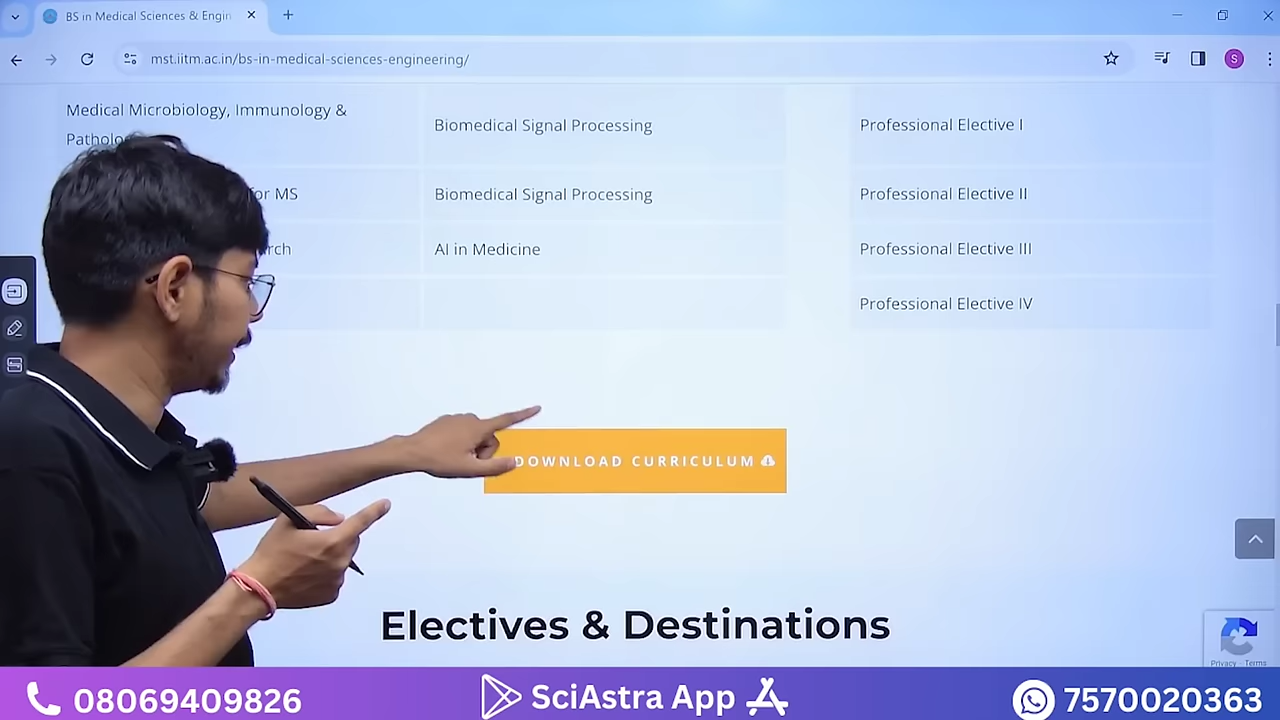 BS in Medical Sciences & Engin
mst.iitm.ac.in/bs-in-medical-sciences-engineering/
S
Medical Microbiology, Immunology &
Biomedical Signal Processing
Professional Elective I
for MS
Biomedical Signal Processing
Professional Elective II
AI in Medicine
Professional Elective III
Professional Elective IV
DOWNLOAD CURRICULUM
Electives & Destinations
Privacy - Terms
08069409826
SciAstra App
7570020363